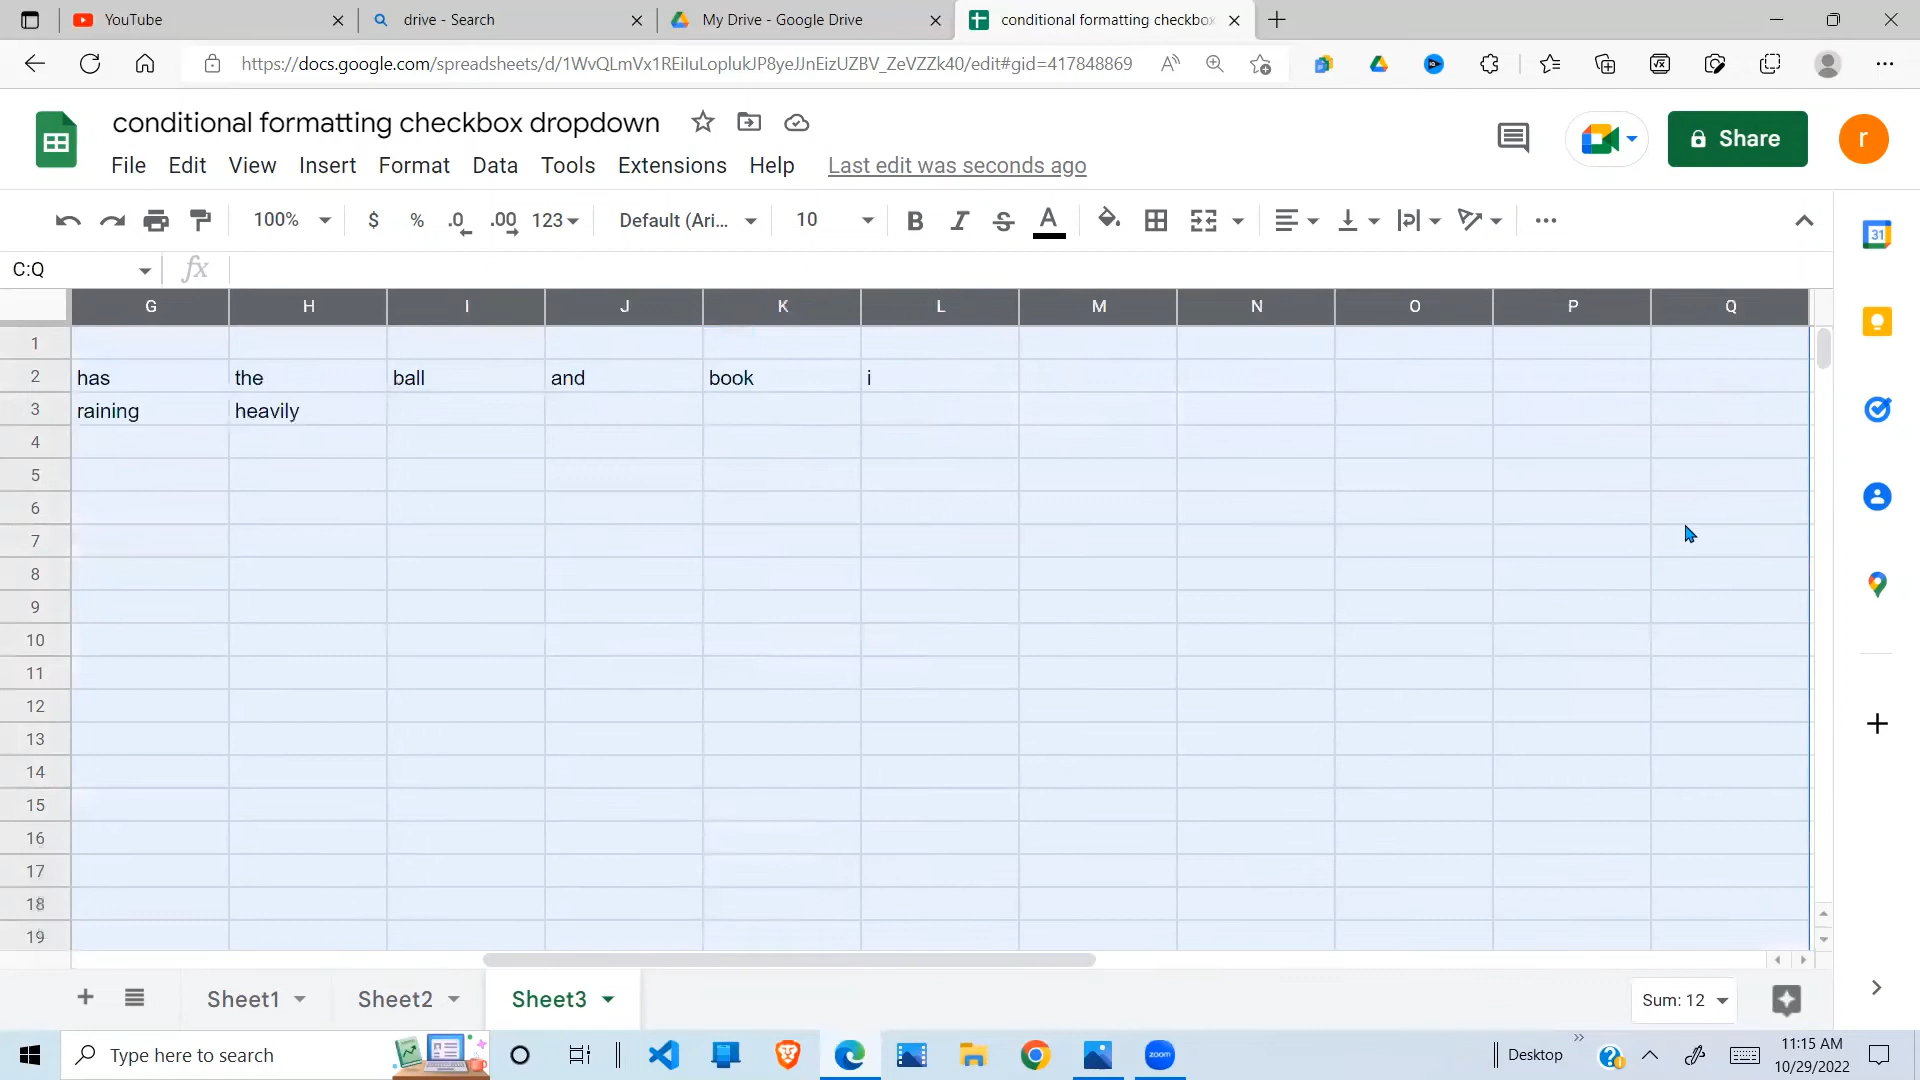 YouTube
drive - Search
My Drive - Google Drive
conditional formatting checkbox
https://docs.google.com/spreadsheets/d/1WvQLmVx1REiluLoplukJP8yeJJnEizUZBV_ZeVZZk40/edit#gid=417848869
conditional formatting checkbox dropdown
File Edit View Insert Format Data Tools Extensions Help Last edit was seconds ago
Share
r
100% $ % .0 .00 123 Default (Ari... 10 B I S A
31
C:Q fx
G H I J K L M N O P Q
1
2 has the ball and book i
3 raining heavily
4
5
6
7
8
9
10
11
12
13
14
15
16
17
18
19
Sheet1 Sheet2 Sheet3 Sum: 12
Type here to search
zoom
Desktop
11:15 AM
10/29/2022